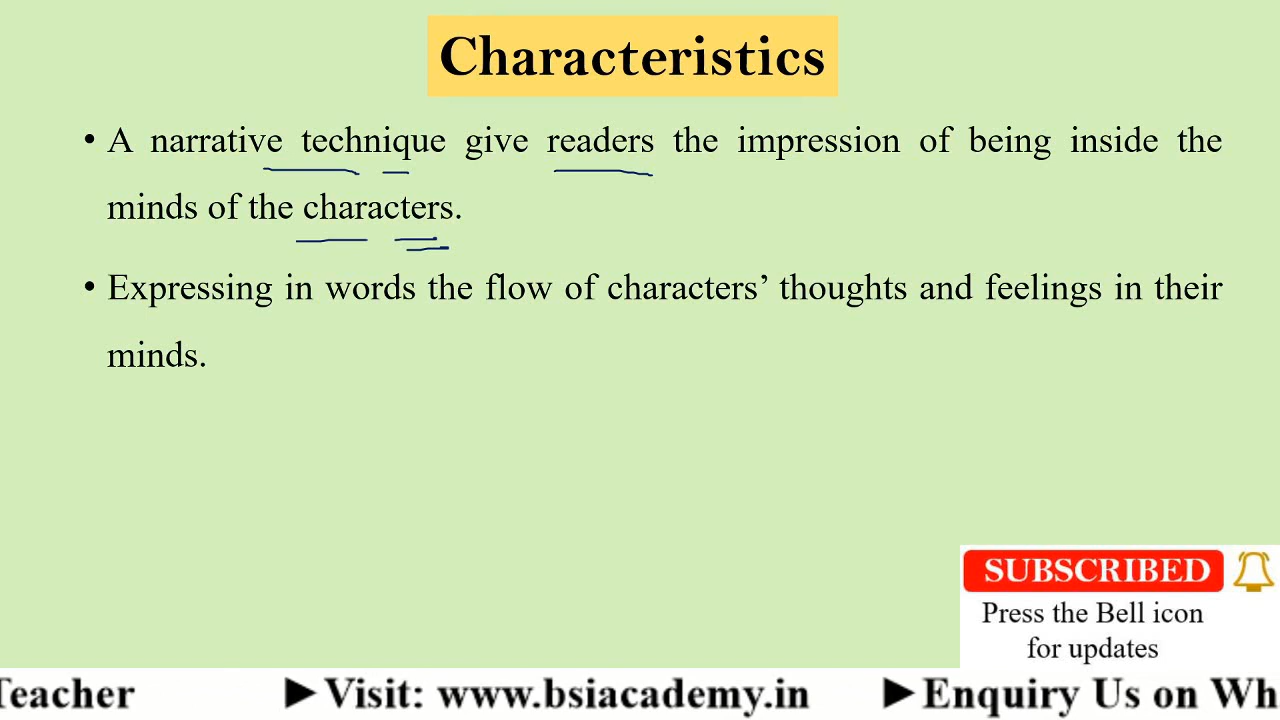 Characteristics
• A narrative technique give readers the impression of being inside the
minds of the characters.
• Expressing in words the flow of characters’ thoughts and feelings in their
minds.
SUBSCRIBED
Press the Bell icon
for updates
Teacher ►Visit: www.bsiacademy.in ►Enquiry Us on Wh